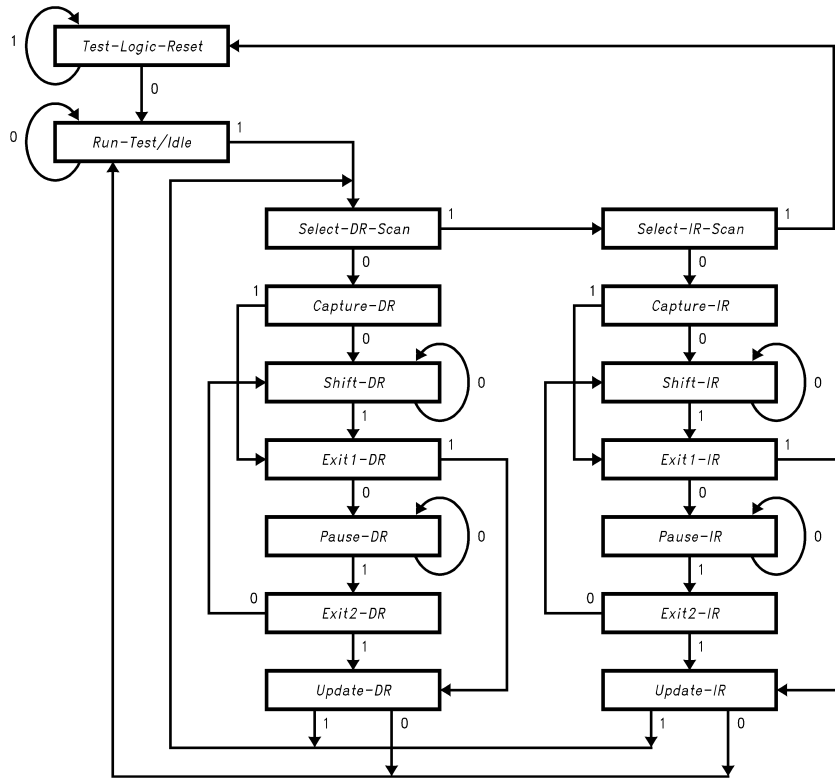 Test-Logic-Reset
1
0
Run-Test/Idle
0
1
Select-DR-Scan
1
Select-IR-Scan
1
0
0
1
Capture-DR
1
Capture-IR
0
0
Shift-DR
0
Shift-IR
0
1
1
Exit1-DR
1
Exit1-IR
1
0
0
Pause-DR
0
Pause-IR
0
1
1
0
Exit2-DR
0
Exit2-IR
1
1
Update-DR
Update-IR
1
0
1
0